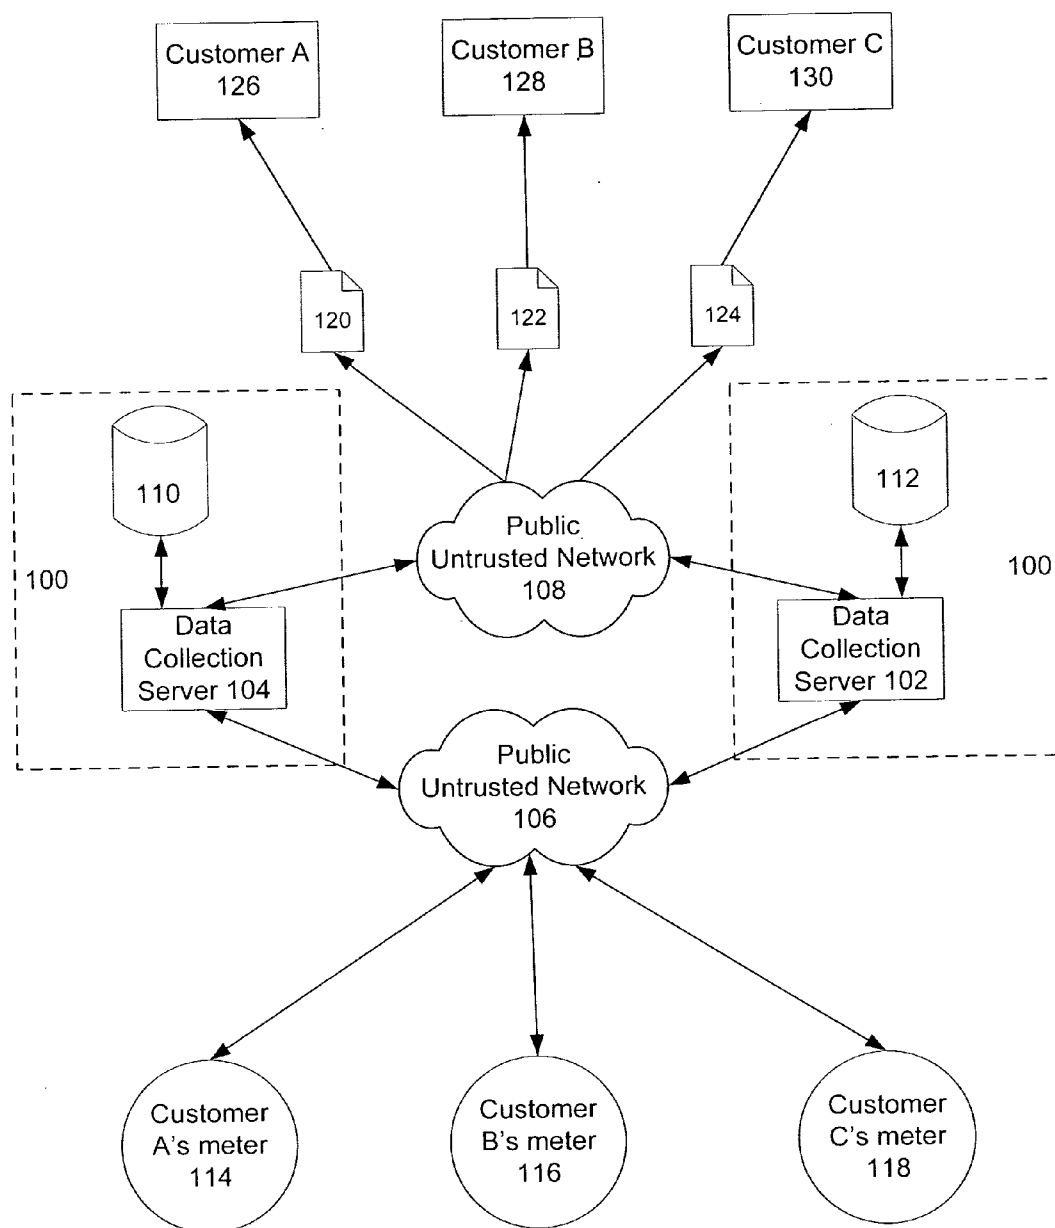 Customer A
126
Customer B
128
Customer C
130
120
122
124
110
112
Public
Untrusted Network
108
100
100
Data
Collection
Server 104
Data
Collection
Server 102
Public
Untrusted Network
106
Customer
A's meter
114
Customer
B's meter
116
Customer
C's meter
118